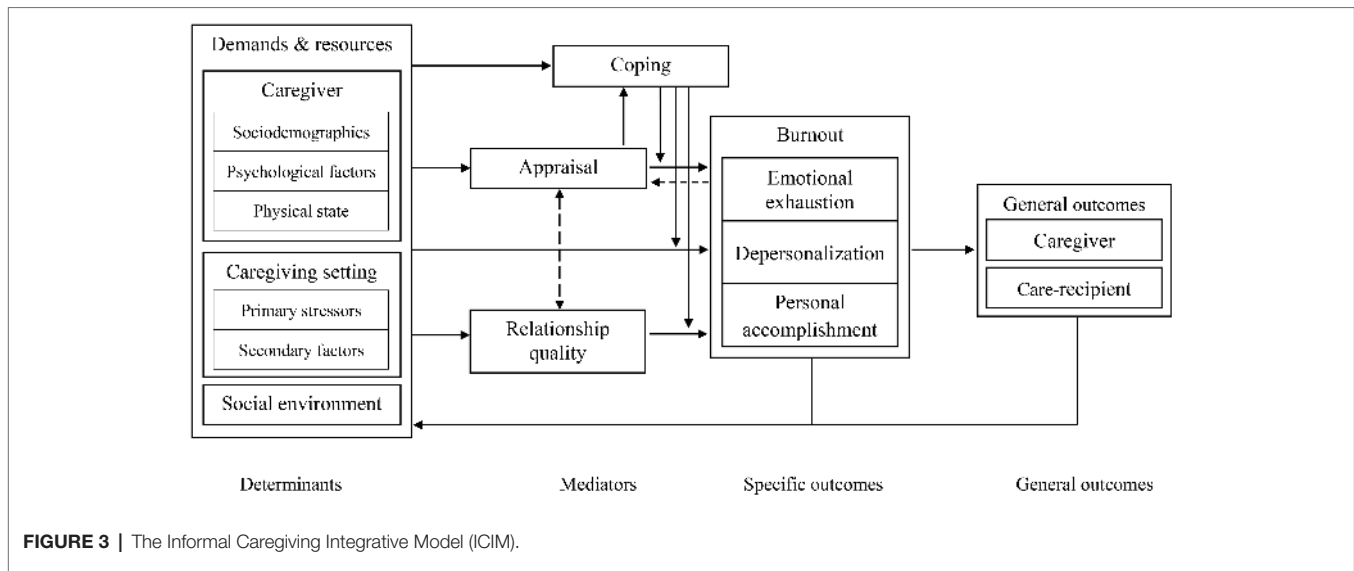 Demands & resources
Caregiver
Sociodemographics
Psychological factors
Physical state
Caregiving setting
Primary stressors
Secondary factors
Social environment
Coping
Appraisal
Relationship
quality
Burnout
Emotional
exhaustion
Depersonalization
Personal
accomplishment
General outcomes
Caregiver
Care-recipient
Determinants
Mediators
Specific outcomes
General outcomes
FIGURE 3 | The Informal Caregiving Integrative Model (ICIM).